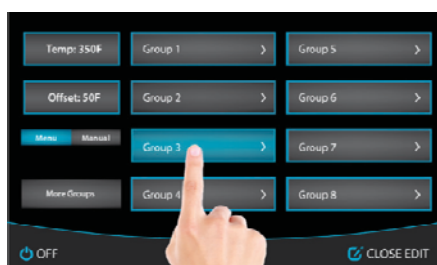 Temp: 350F
Group 1 >
Group 5 >
Offset: 50F
Group 2 >
Group 6 >
Menu Manual
Group 3 >
Group 7 >
More Groups
Group 4 >
Group 8 >
OFF
CLOSE EDIT